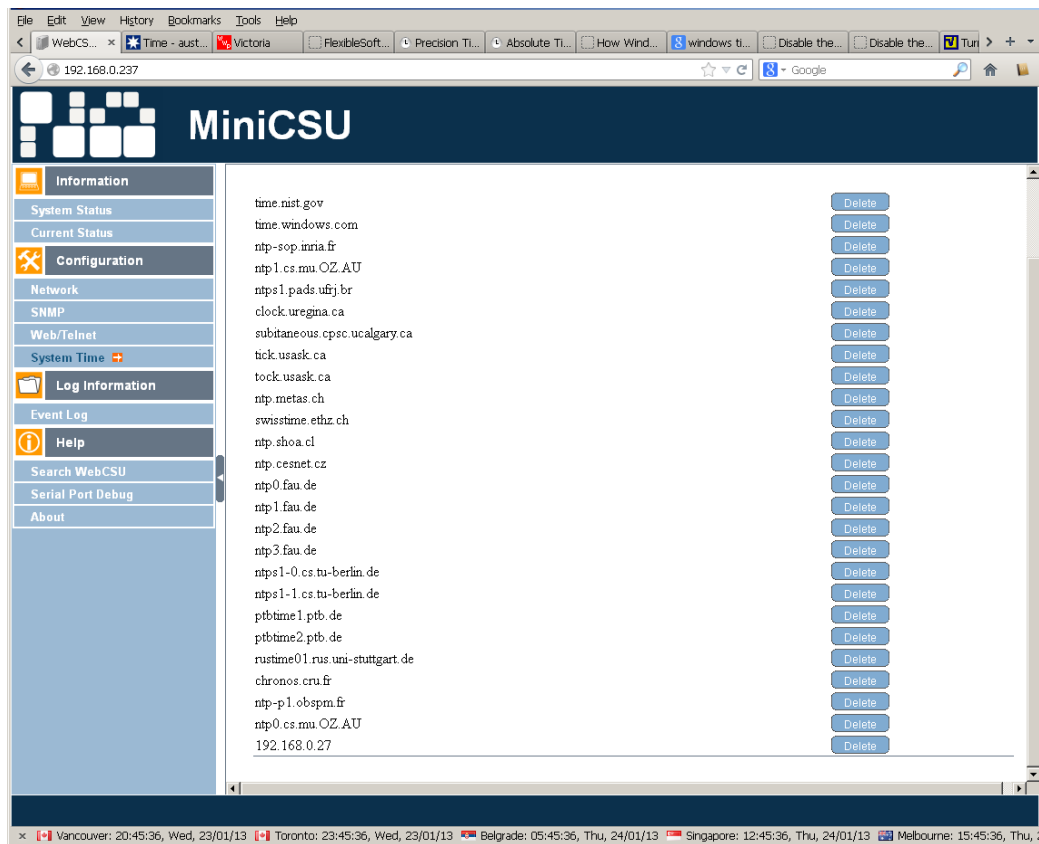 File Edit View History Bookmarks Tools Help
WebCS... × Time - aust... Victoria FlexibleSoft... Precision Ti... Absolute Ti... How Wind... windows ti... Disable the... Disable the... Turi
192.168.0.237 Google
MiniCSU
Information
System Status
Current Status
Configuration
Network
SNMP
Web/Telnet
System Time
Log Information
Event Log
Help
Search WebCSU
Serial Port Debug
About
time.nist.gov Delete
time.windows.com Delete
ntp-sop.inria.fr Delete
ntp1.cs.mu.OZ.AU Delete
ntps1.pads.ufrj.br Delete
clock.uregina.ca Delete
subitaneous.cpsc.ucalgary.ca Delete
tick.usask.ca Delete
tock.usask.ca Delete
ntp.metas.ch Delete
swisstime.ethz.ch Delete
ntp.shoa.cl Delete
ntp.cesnet.cz Delete
ntp0.fau.de Delete
ntp1.fau.de Delete
ntp2.fau.de Delete
ntp3.fau.de Delete
ntps1-0.cs.tu-berlin.de Delete
ntps1-1.cs.tu-berlin.de Delete
ptbtime1.ptb.de Delete
ptbtime2.ptb.de Delete
rustime01.rus.uni-stuttgart.de Delete
chronos.cru.fr Delete
ntp-p1.obspm.fr Delete
ntp0.cs.mu.OZ.AU Delete
192.168.0.27 Delete
× Vancouver: 20:45:36, Wed, 23/01/13 Toronto: 23:45:36, Wed, 23/01/13 Belgrade: 05:45:36, Thu, 24/01/13 Singapore: 12:45:36, Thu, 24/01/13 Melbourne: 15:45:36, Thu,